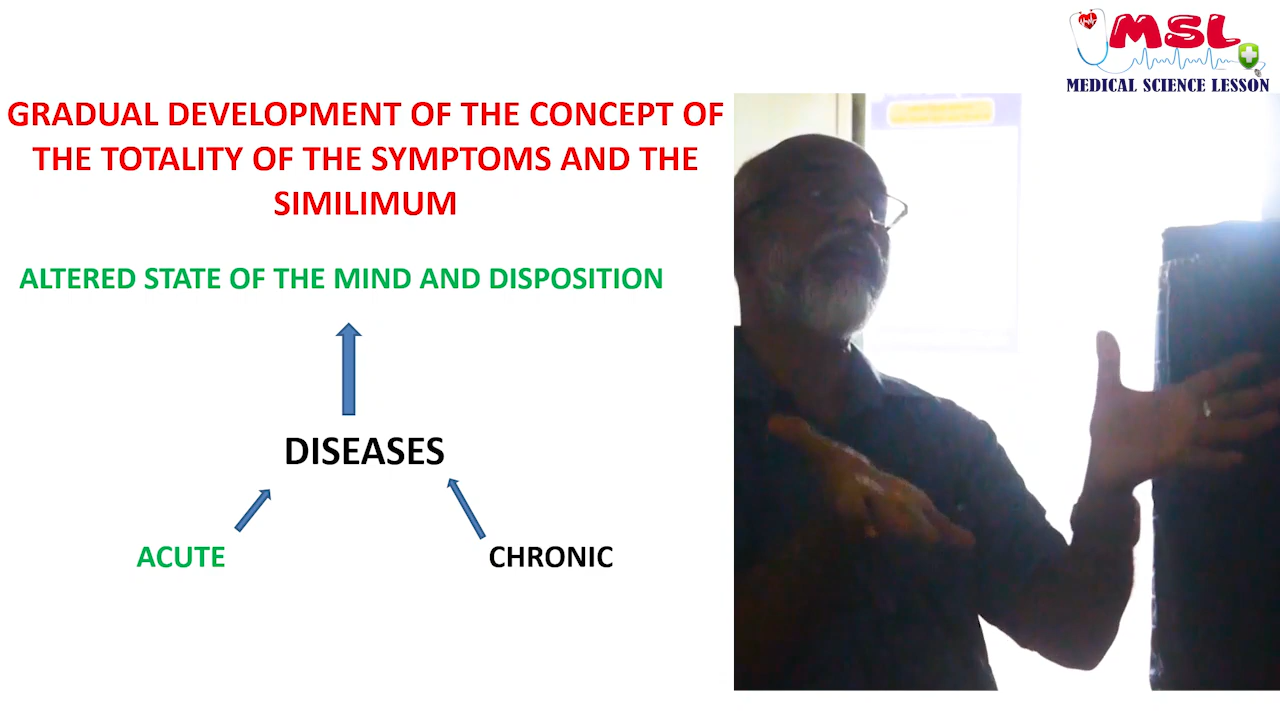 MSL
MEDICAL SCIENCE LESSON
GRADUAL DEVELOPMENT OF THE CONCEPT OF
THE TOTALITY OF THE SYMPTOMS AND THE
SIMILIMUM
ALTERED STATE OF THE MIND AND DISPOSITION
DISEASES
ACUTE
CHRONIC